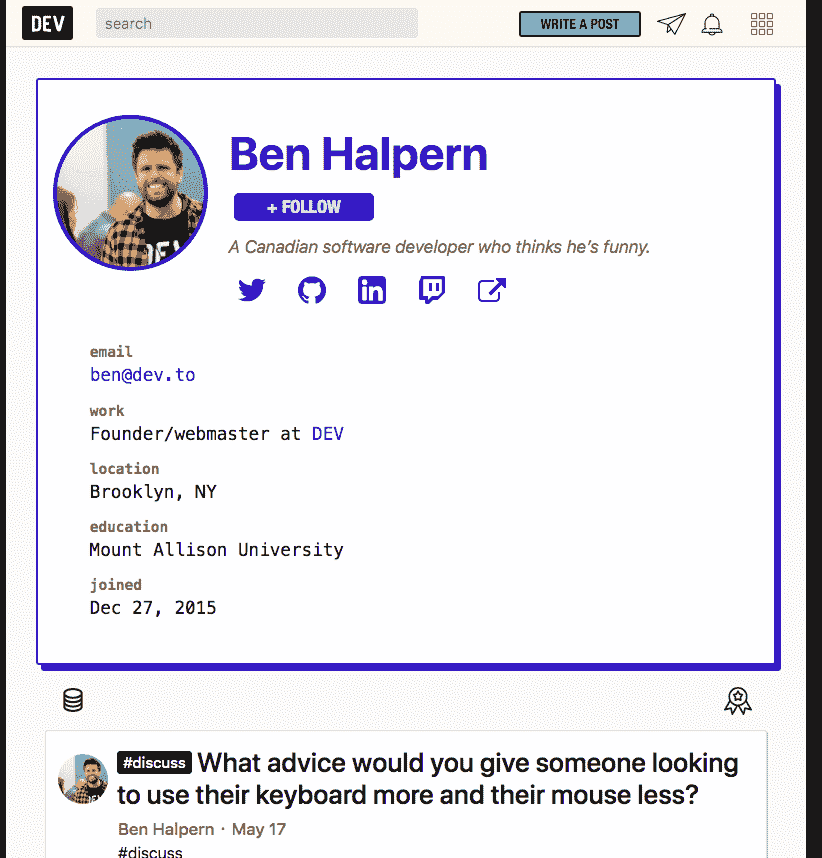 DEV search WRITE A POST
Ben Halpern
+ FOLLOW
A Canadian software developer who thinks he's funny.
email
ben@dev.to
work
Founder/webmaster at DEV
location
Brooklyn, NY
education
Mount Allison University
joined
Dec 27, 2015
#discuss What advice would you give someone looking
to use their keyboard more and their mouse less?
Ben Halpern · May 17
#discuss